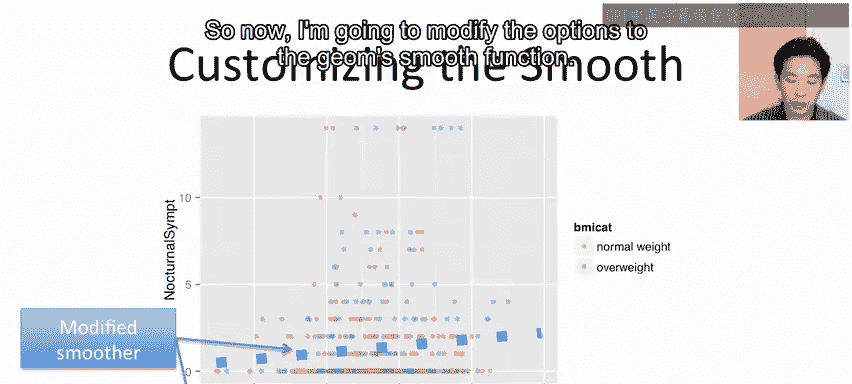 So now, I'm going to modify the options to
the geom's smooth function.
Customizing the Smooth
10
bmicat
normal weight
overweight
NocturnalSympt
5
Modified
smoother
0